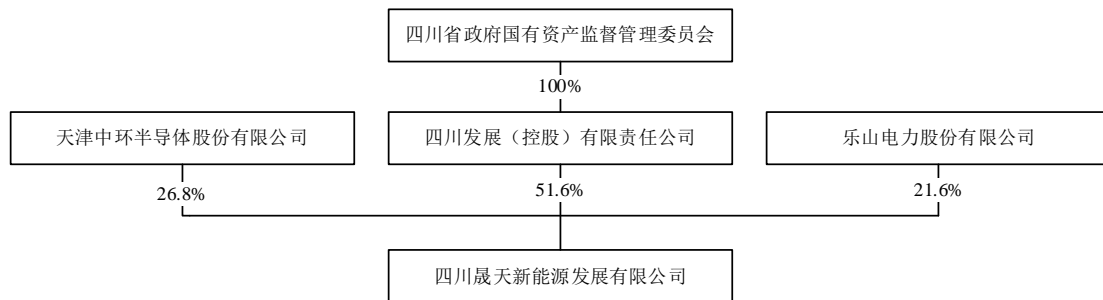 四川省政府国有资产监督管理委员会
100%
天津中环半导体股份有限公司
四川发展（控股）有限责任公司
乐山电力股份有限公司
26.8%
51.6%
21.6%
四川晟天新能源发展有限公司